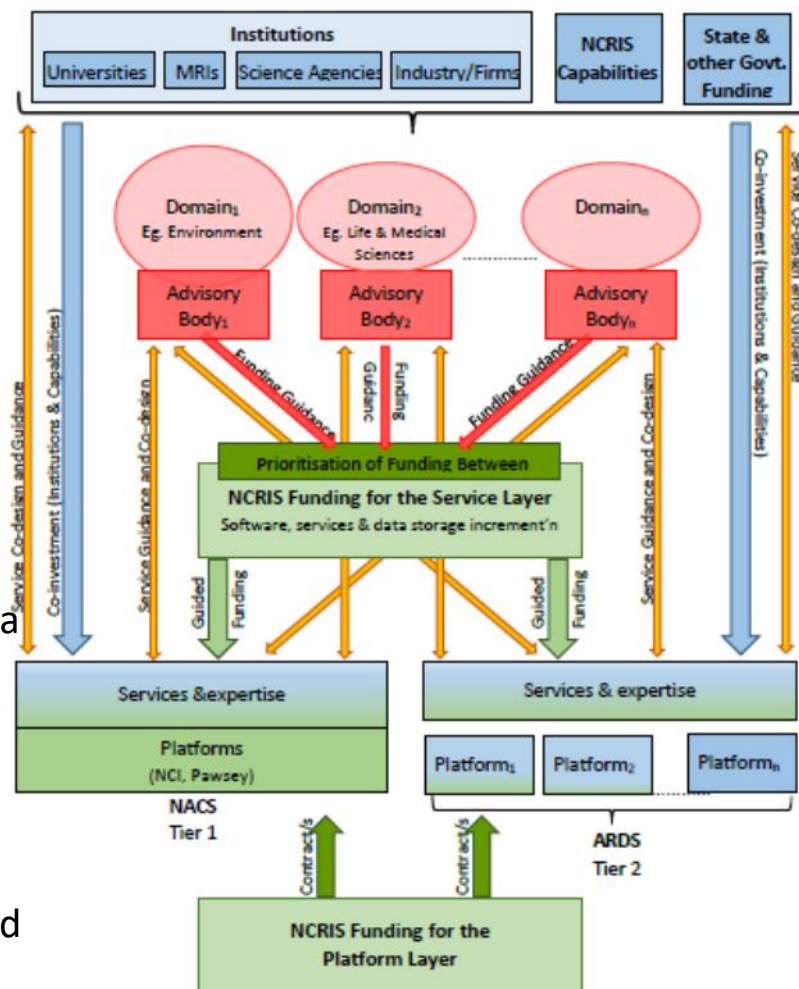 Institutions
Universities
MRIs
Science Agencies
Industry/Firms
NCRIS
Capabilities
State &
other Govt.
Funding
Domain₁
Eg. Environment
Domain₂
Eg. Life & Medical
Sciences
Domainₙ
Advisory
Body₁
Advisory
Body₂
Advisory
Bodyₙ
Service Co-design and Guidance
Co-investment (Institutions & Capabilities)
Service Guidance and Co-design
Funding Guidance
Funding
Guidanc
Funding Guidance
Service Guidance and Co-design
Co-investment (Institutions & Capabilities)
Service Co-design and Guidance
Prioritisation of Funding Between
NCRIS Funding for the Service Layer
Software, services & data storage increment'n
Guided
Funding
Guided
Funding
a
Services &expertise
Platforms
(NCI, Pawsey)
NACS
Tier 1
Services & expertise
Platform₁
Platform₂
Platformₙ
ARDS
Tier 2
Contract/s
Contract/s
d
NCRIS Funding for the
Platform Layer